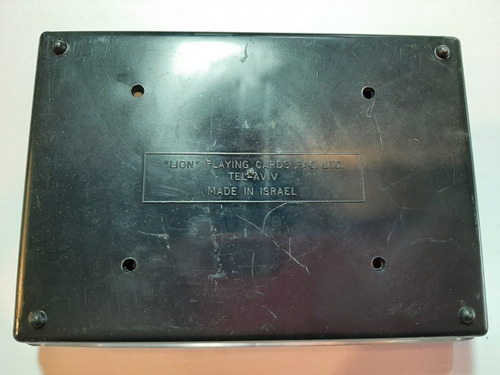 "LION" PLAYING CARDS FAC. LTD.
TEL-AVIV
MADE IN ISRAEL